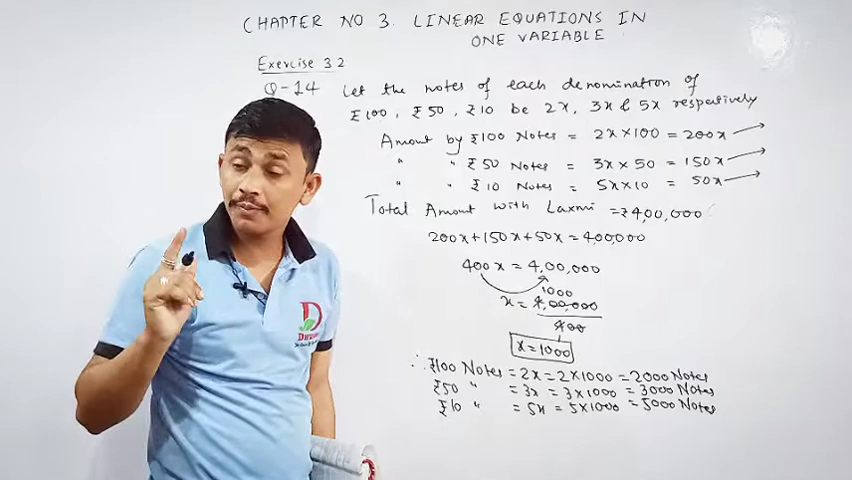 CHAPTER NO 3. LINEAR EQUATIONS IN
ONE VARIABLE
Exercise 3.2
Q-14 Let the notes of each denomination of
₹100, ₹50, ₹10 be 2x, 3x & 5x respectively
Amount by ₹100 Notes = 2x×100 = 200x
" " ₹50 Notes = 3x×50 = 150x
" " ₹10 Notes = 5x×10 = 50x
Total Amount with Laxmi = ₹4,00,000
200x+150x+50x = 400,000
400x = 4,00,000
1000
x = 4,00,000
400
x = 1000
∴ ₹100 Notes = 2x = 2×1000 = 2000 Notes
₹50 " = 3x = 3×1000 = 3000 Notes
₹10 " = 5x = 5×1000 = 5000 Notes
D